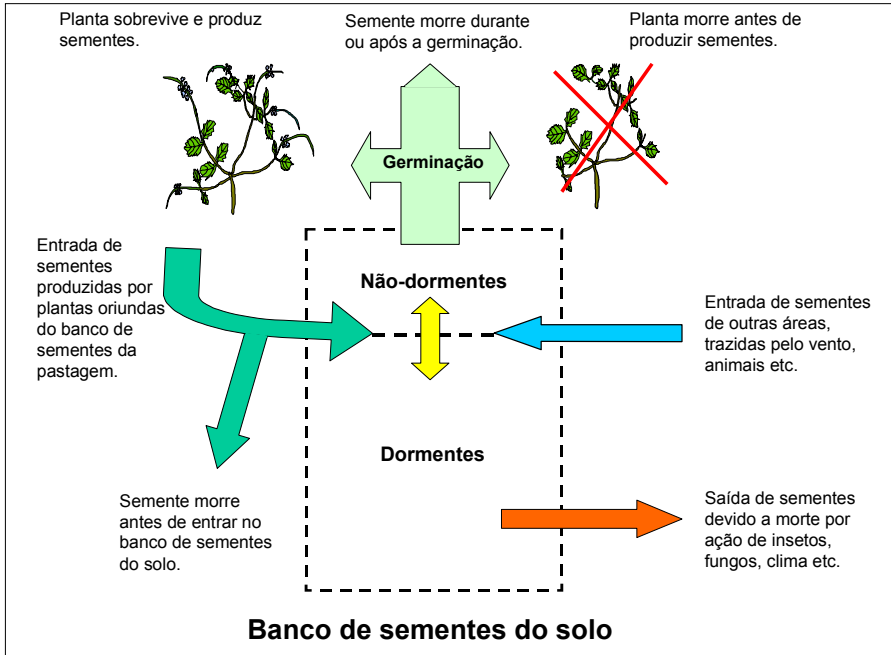 Planta sobrevive e produz
sementes.
Semente morre durante
ou após a germinação.
Planta morre antes de
produzir sementes.
Germinação
Entrada de
sementes
produzidas por
plantas oriundas
do banco de
sementes da
pastagem.
Não-dormentes
Entrada de sementes
de outras áreas,
trazidas pelo vento,
animais etc.
Dormentes
Semente morre
antes de entrar no
banco de sementes
do solo.
Saída de sementes
devido a morte por
ação de insetos,
fungos, clima etc.
Banco de sementes do solo